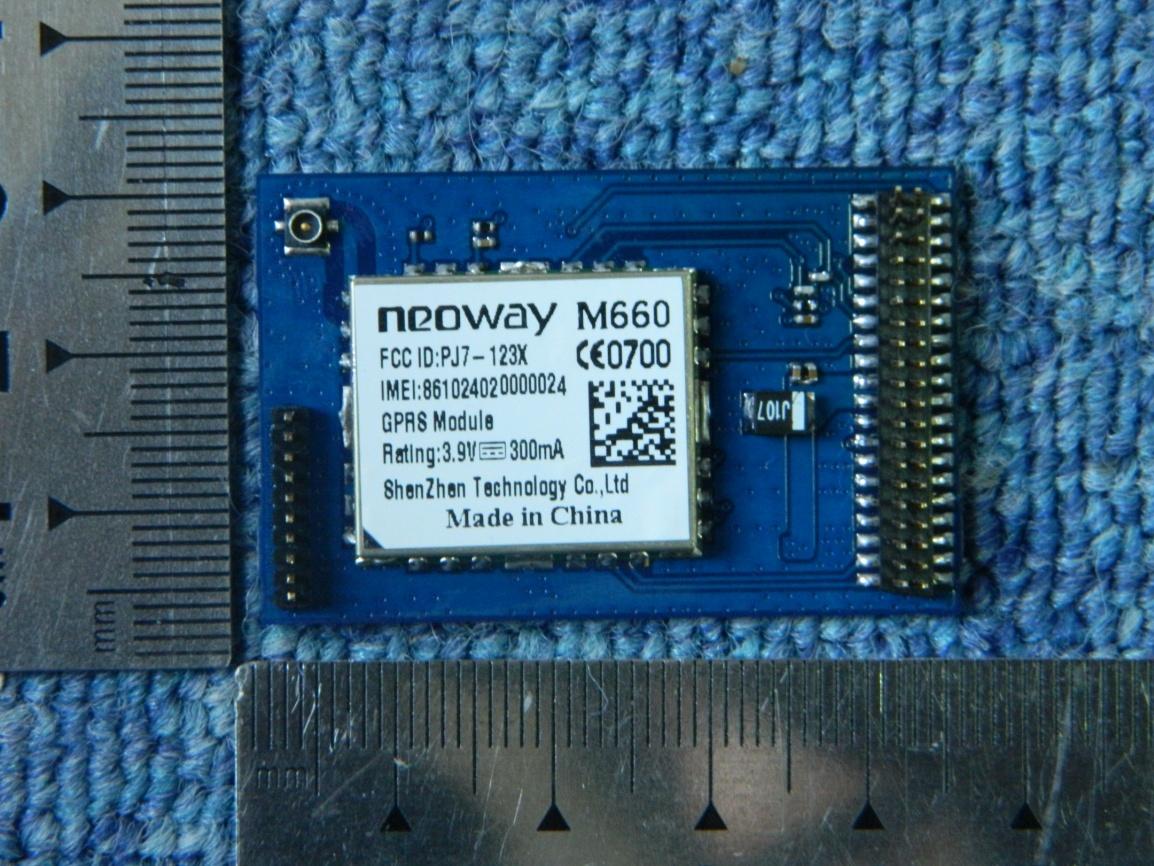 neoway M660
FCC ID:PJ7-123X CE0700
IMEI:861024020000024
GPRS Module
Rating:3.9V 300mA
ShenZhen Technology Co.,Ltd
Made in China
J107
mm
mm